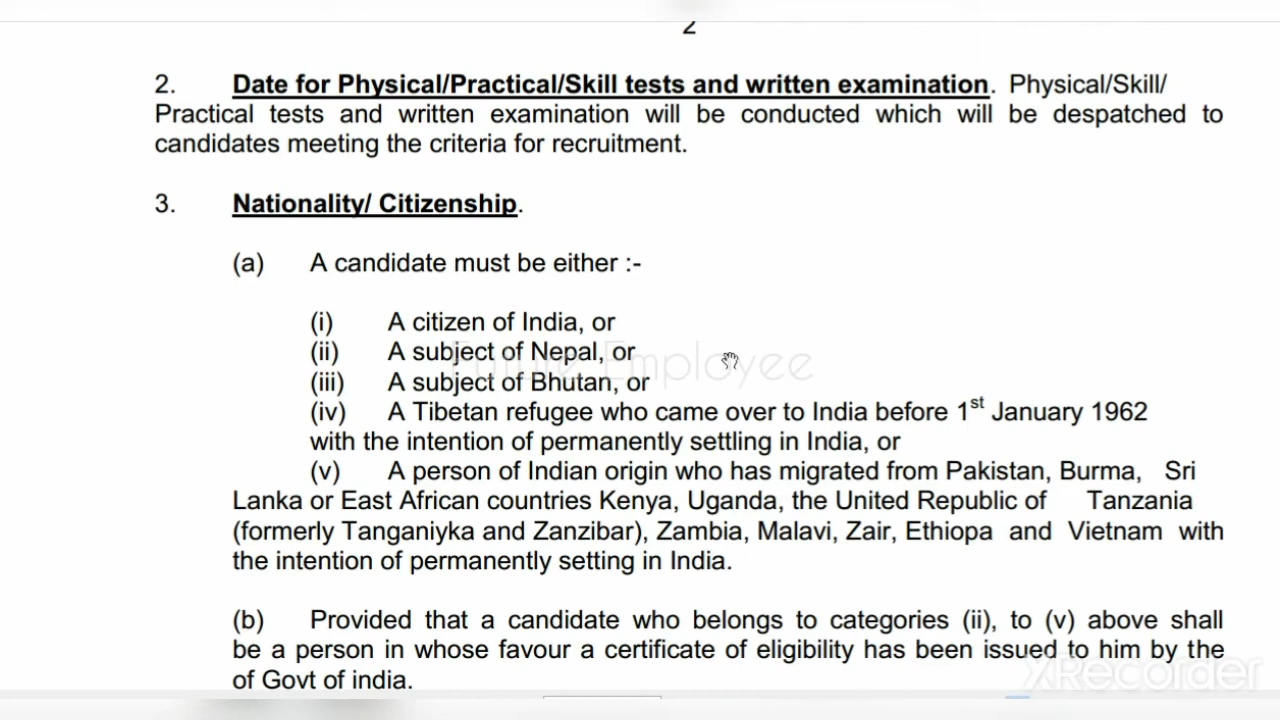 2
2. Date for Physical/Practical/Skill tests and written examination. Physical/Skill/
Practical tests and written examination will be conducted which will be despatched to
candidates meeting the criteria for recruitment.
3. Nationality/ Citizenship.
(a) A candidate must be either :-
(i) A citizen of India, or
(ii) A subject of Nepal, or
Future Employee
(iii) A subject of Bhutan, or
(iv) A Tibetan refugee who came over to India before 1st January 1962
with the intention of permanently settling in India, or
(v) A person of Indian origin who has migrated from Pakistan, Burma, Sri
Lanka or East African countries Kenya, Uganda, the United Republic of Tanzania
(formerly Tanganiyka and Zanzibar), Zambia, Malavi, Zair, Ethiopa and Vietnam with
the intention of permanently setting in India.
(b) Provided that a candidate who belongs to categories (ii), to (v) above shall
be a person in whose favour a certificate of eligibility has been issued to him by the
of Govt of india.
XRecorder